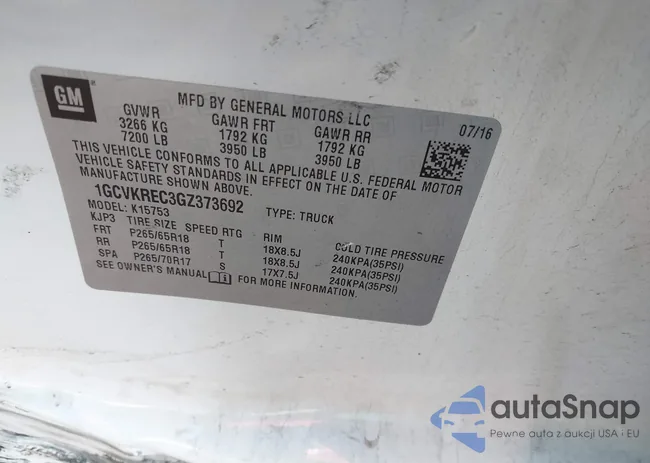 GM
MFD BY GENERAL MOTORS LLC
GVWR GAWR FRT GAWR RR 07/16
3266 KG 1792 KG 1792 KG
7200 LB 3950 LB 3950 LB
THIS VEHICLE CONFORMS TO ALL APPLICABLE U.S. FEDERAL MOTOR
VEHICLE SAFETY STANDARDS IN EFFECT ON THE DATE OF
MANUFACTURE SHOWN ABOVE.
1GCVKREC3GZ373692 TYPE: TRUCK
MODEL: K15753
KJP3 TIRE SIZE SPEED RTG RIM COLD TIRE PRESSURE
FRT P265/65R18 T 18X8.5J 240KPA(35PSI)
RR P265/65R18 T 18X8.5J 240KPA(35PSI)
SPA P265/70R17 S 17X7.5J 240KPA(35PSI)
SEE OWNER'S MANUAL FOR MORE INFORMATION.
autaSnap
Pewne auta z aukcji USA i EU